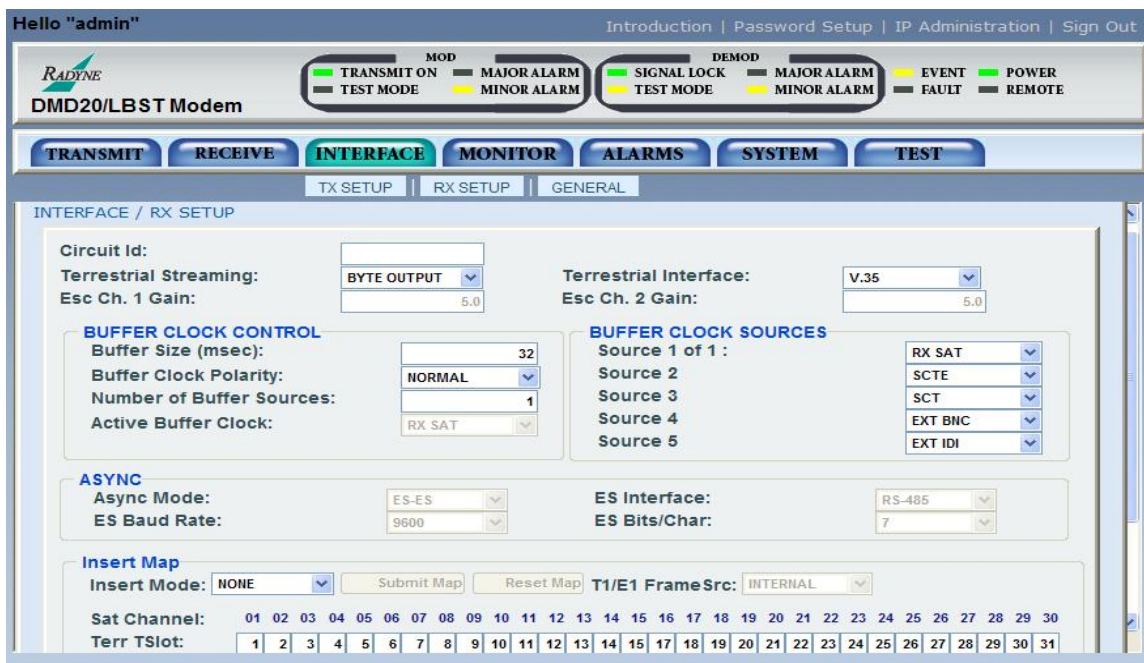 Hello "admin"
Introduction | Password Setup | IP Administration | Sign Out
RADYNE
DMD20/LBST Modem
MOD
TRANSMIT ON MAJOR ALARM
TEST MODE MINOR ALARM
DEMOD
SIGNAL LOCK MAJOR ALARM
TEST MODE MINOR ALARM
EVENT POWER
FAULT REMOTE
TRANSMIT RECEIVE INTERFACE MONITOR ALARMS SYSTEM TEST
TX SETUP | RX SETUP | GENERAL
INTERFACE / RX SETUP
Circuit Id:
Terrestrial Streaming: BYTE OUTPUT Terrestrial Interface: V.35
Esc Ch. 1 Gain: 5.0 Esc Ch. 2 Gain: 5.0
BUFFER CLOCK CONTROL
Buffer Size (msec): 32
Buffer Clock Polarity: NORMAL
Number of Buffer Sources: 1
Active Buffer Clock: RX SAT
BUFFER CLOCK SOURCES
Source 1 of 1 : RX SAT
Source 2 SCTE
Source 3 SCT
Source 4 EXT BNC
Source 5 EXT IDI
ASYNC
Async Mode: ES-ES ES Interface: RS-485
ES Baud Rate: 9600 ES Bits/Char: 7
Insert Map
Insert Mode: NONE Submit Map Reset Map T1/E1 FrameSrc: INTERNAL
Sat Channel: 01 02 03 04 05 06 07 08 09 10 11 12 13 14 15 16 17 18 19 20 21 22 23 24 25 26 27 28 29 30
Terr TSlot: 1 2 3 4 5 6 7 8 9 10 11 12 13 14 15 17 18 19 20 21 22 23 24 25 26 27 28 29 30 31